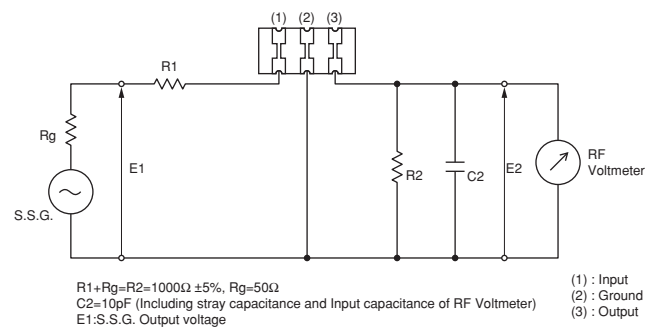 (1) (2) (3)
R1
Rg
E1
R2
C2
E2
RF
Voltmeter
S.S.G.
R1+Rg=R2=1000Ω ±5%, Rg=50Ω
C2=10pF (Including stray capacitance and Input capacitance of RF Voltmeter)
E1:S.S.G. Output voltage
(1) : Input
(2) : Ground
(3) : Output